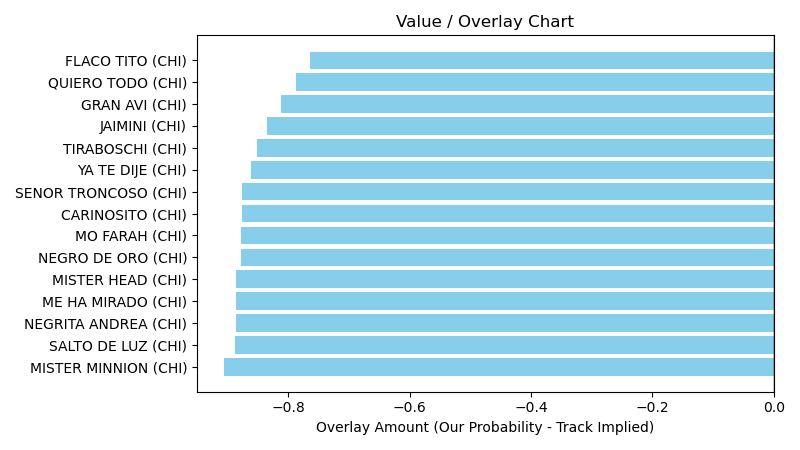 Value / Overlay Chart
FLACO TITO (CHI)
QUIERO TODO (CHI)
GRAN AVI (CHI)
JAIMINI (CHI)
TIRABOSCHI (CHI)
YA TE DIJE (CHI)
SENOR TRONCOSO (CHI)
CARINOSITO (CHI)
MO FARAH (CHI)
NEGRO DE ORO (CHI)
MISTER HEAD (CHI)
ME HA MIRADO (CHI)
NEGRITA ANDREA (CHI)
SALTO DE LUZ (CHI)
MISTER MINNION (CHI)
−0.8 −0.6 −0.4 −0.2 0.0
Overlay Amount (Our Probability - Track Implied)